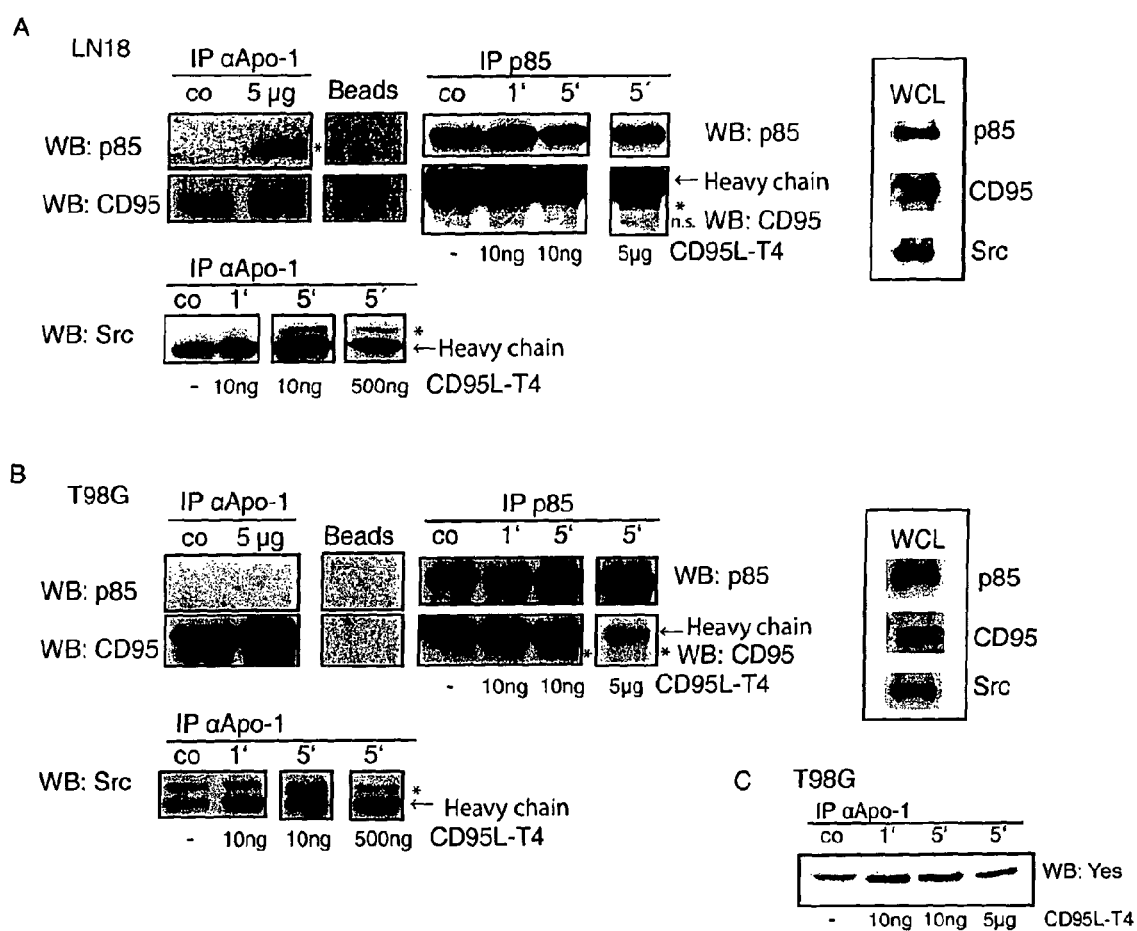 A
LN18
IP αApo-1
IP p85
co 5 µg Beads co 1' 5' 5´
WCL
WB: p85 * WB: p85 p85
WB: CD95 ←Heavy chain CD95
*
n.s. WB: CD95
- 10ng 10ng 5µg CD95L-T4
Src
IP αApo-1
co 1' 5' 5´
WB: Src *
←Heavy chain
- 10ng 10ng 500ng CD95L-T4
B
T98G
IP αApo-1 IP p85
co 5 µg Beads co 1' 5' 5'
WCL
WB: p85 WB: p85 p85
WB: CD95 ←Heavy chain CD95
* * WB: CD95
- 10ng 10ng 5µg CD95L-T4
Src
IP αApo-1
co 1' 5' 5'
WB: Src *
← Heavy chain
- 10ng 10ng 500ng CD95L-T4
C T98G
IP αApo-1
co 1' 5' 5'
WB: Yes
- 10ng 10ng 5µg CD95L-T4